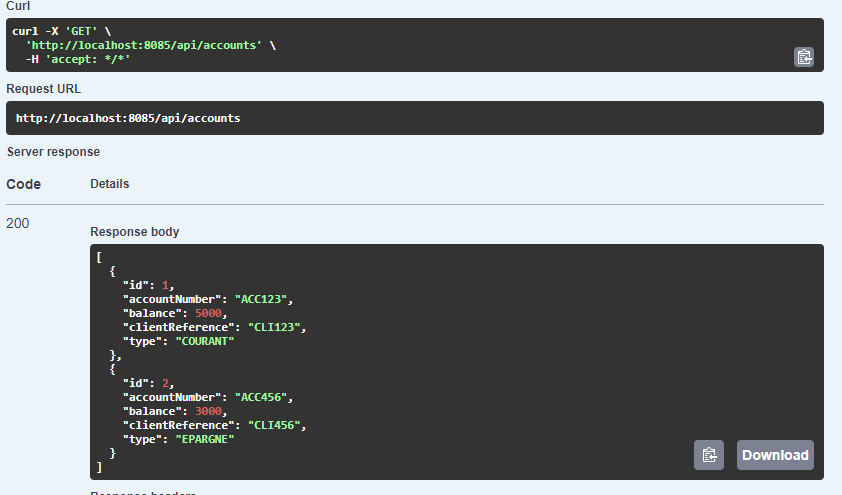 Curl
curl -X 'GET' \
  'http://localhost:8085/api/accounts' \
  -H 'accept: */*'
Request URL
http://localhost:8085/api/accounts
Server response
Code Details
200
Response body
[
  {
    "id": 1,
    "accountNumber": "ACC123",
    "balance": 5000,
    "clientReference": "CLI123",
    "type": "COURANT"
  },
  {
    "id": 2,
    "accountNumber": "ACC456",
    "balance": 3000,
    "clientReference": "CLI456",
    "type": "EPARGNE"
  }
]
Download
Response headers